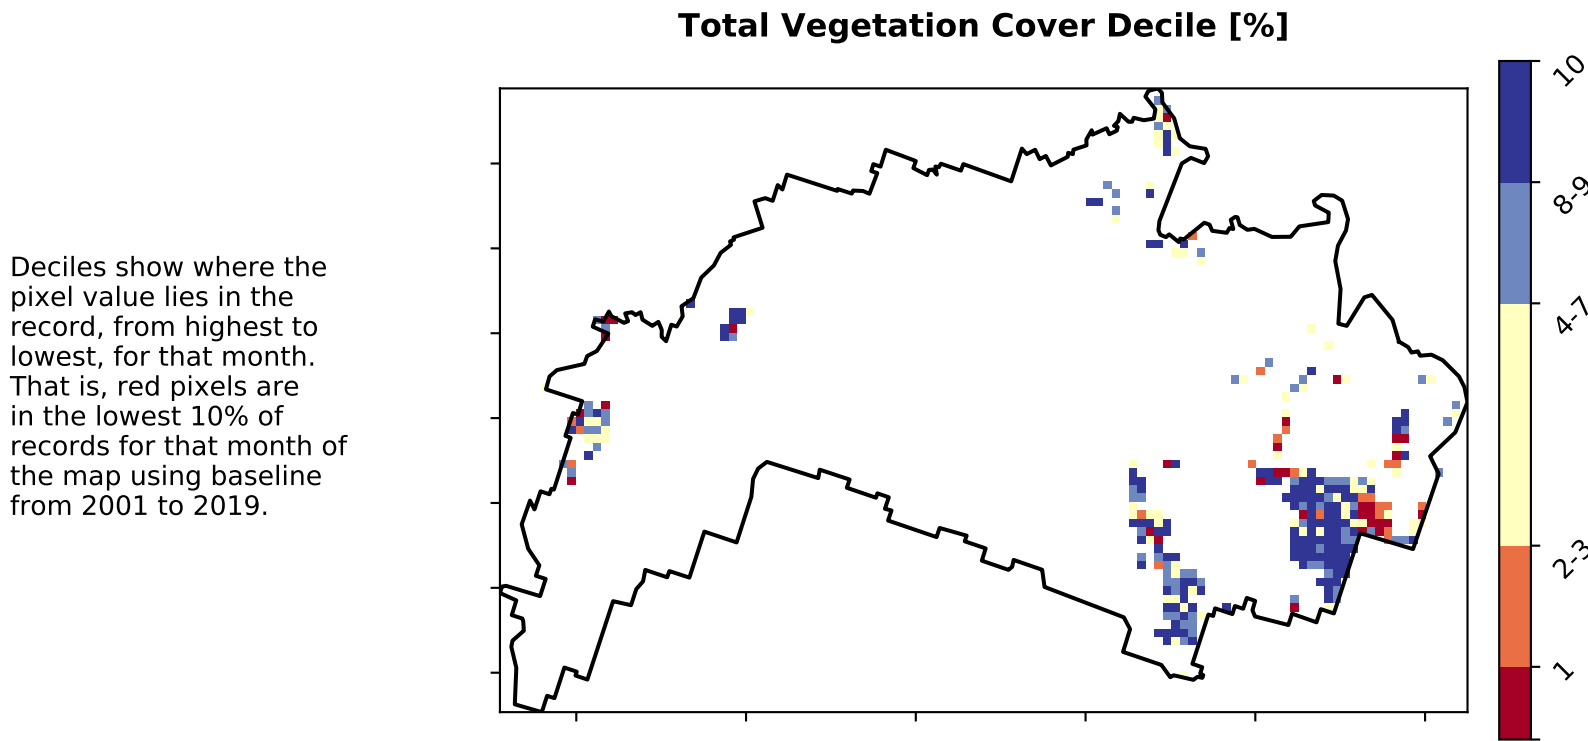 Total Vegetation Cover Decile [%]
Deciles show where the
pixel value lies in the
record, from highest to
lowest, for that month.
That is, red pixels are
in the lowest 10% of
records for that month of
the map using baseline
from 2001 to 2019.
10
8-9
4-7
2-3
1